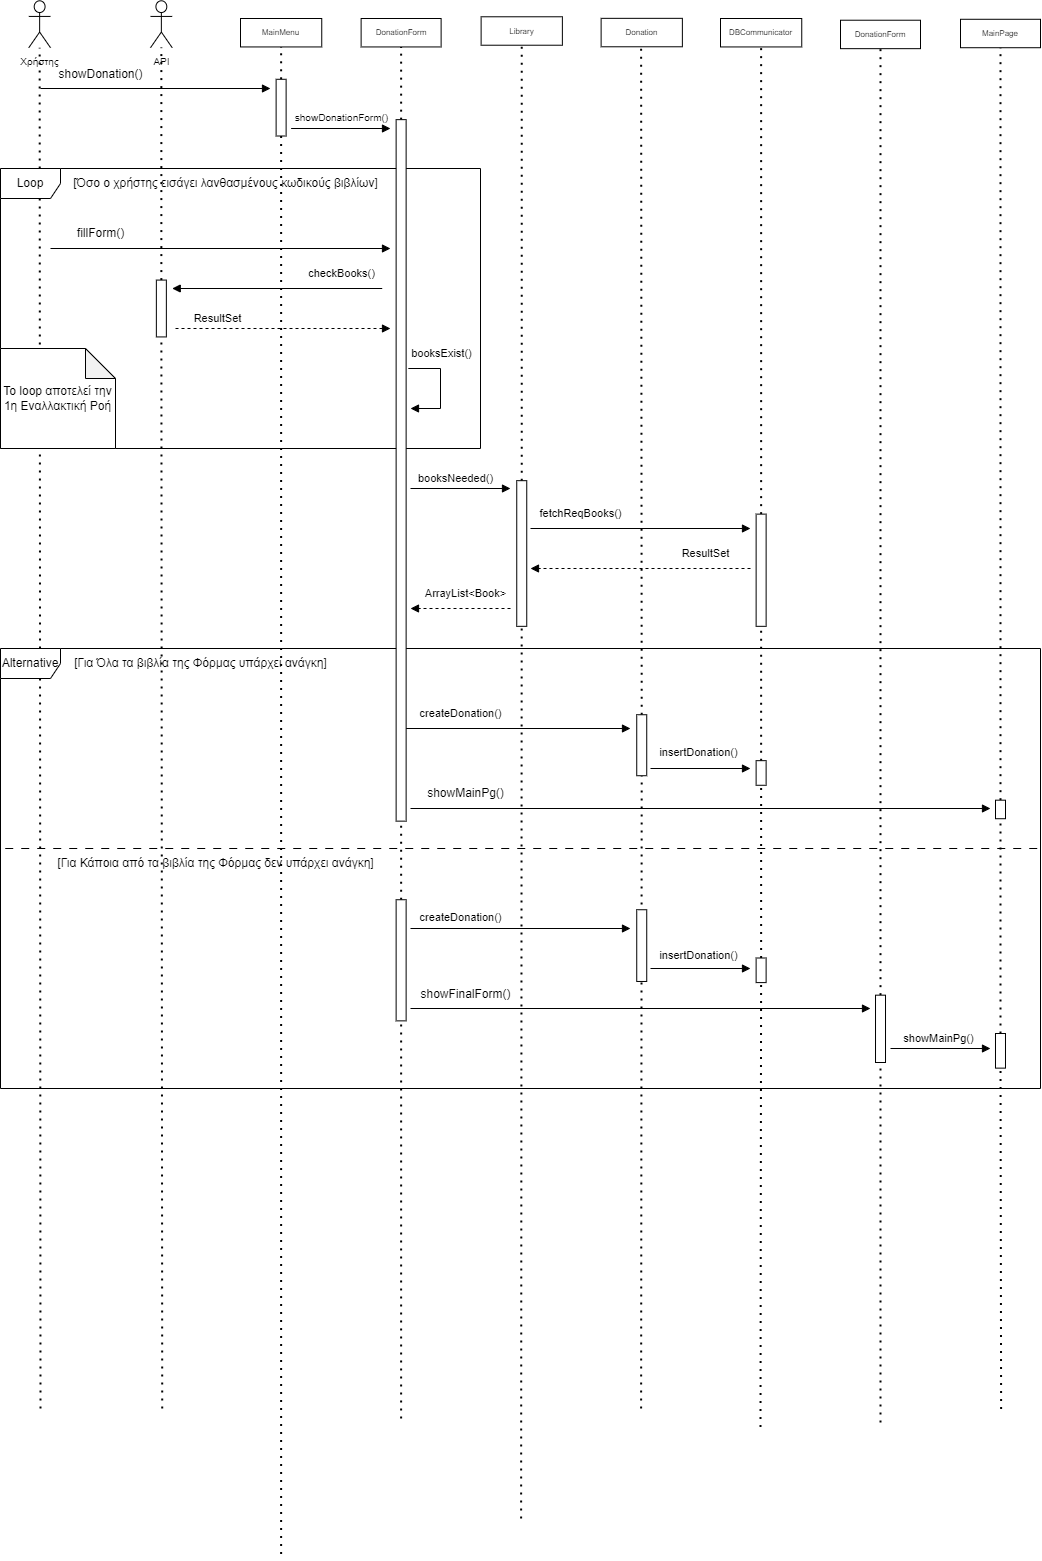 MainMenu
DonationForm
Library
Donation
DBCommunicator
DonationForm
MainPage
Χρήστης
API
showDonation()
showDonationForm()
Loop
[Όσο ο χρήστης εισάγει λανθασμένους κωδικούς βιβλίων]
fillForm()
checkBooks()
ResultSet
booksExist()
Το loop αποτελεί την
1η Εναλλακτική Ροή
booksNeeded()
fetchReqBooks()
ResultSet
ArrayList<Book>
Alternative
[Για Όλα τα βιβλία της Φόρμας υπάρχει ανάγκη]
createDonation()
insertDonation()
showMainPg()
[Για Κάποια από τα βιβλία της Φόρμας δεν υπάρχει ανάγκη]
createDonation()
insertDonation()
showFinalForm()
showMainPg()